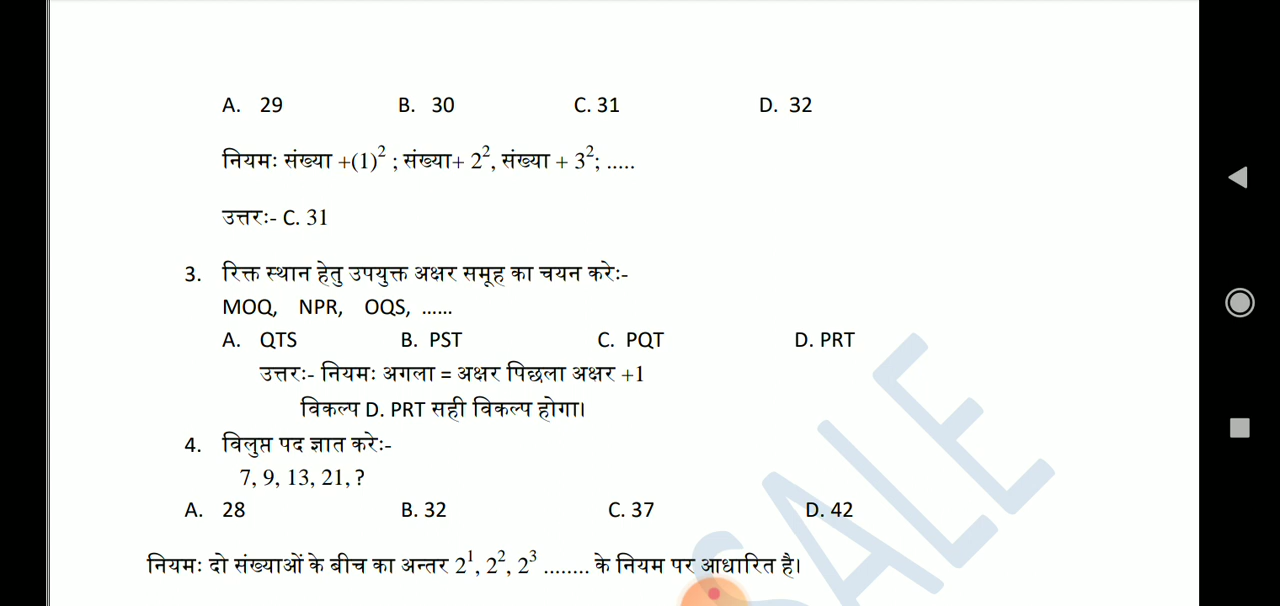 A. 29 B. 30 C. 31 D. 32
नियमः संख्या +(1)² ; संख्या+ 2², संख्या + 3²; .....
उत्तरः- C. 31
3. रिक्त स्थान हेतु उपयुक्त अक्षर समूह का चयन करेः-
MOQ, NPR, OQS, ......
A. QTS B. PST C. PQT D. PRT
उत्तरः- नियमः अगला = अक्षर पिछला अक्षर +1
विकल्प D. PRT सही विकल्प होगा।
4. विलुप्त पद ज्ञात करेः-
7, 9, 13, 21, ?
A. 28 B. 32 C. 37 D. 42
नियमः दो संख्याओं के बीच का अन्तर 2¹, 2², 2³ ........ के नियम पर आधारित है।
SALE